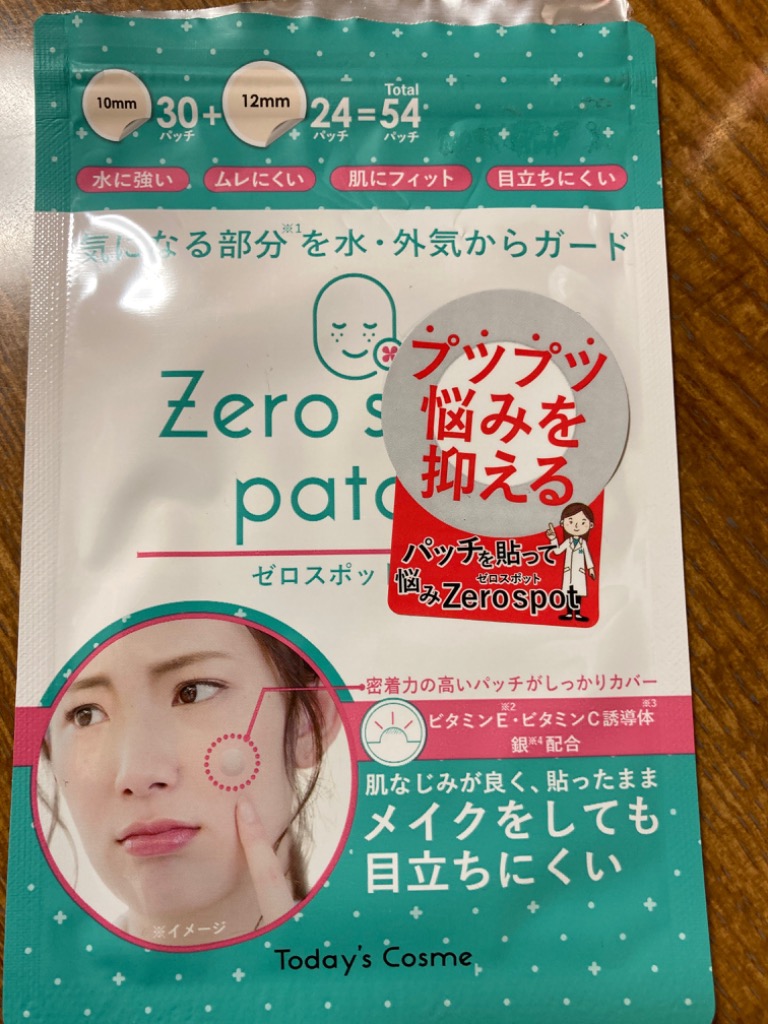 10mm 30パッチ + 12mm 24パッチ = Total 54パッチ
水に強い ムレにくい 肌にフィット 目立ちにくい
気になる部分※1を水・外気からガード
Zero s
pat
ゼロスポッ
プツプツ
悩みを
抑える
パッチを貼って
悩みZerospot
ゼロスポット
密着力の高いパッチがしっかりカバー
ビタミンE※2・ビタミンC誘導体※3
銀※4配合
肌なじみが良く、貼ったまま
メイクをしても
目立ちにくい
※イメージ
Today's Cosme